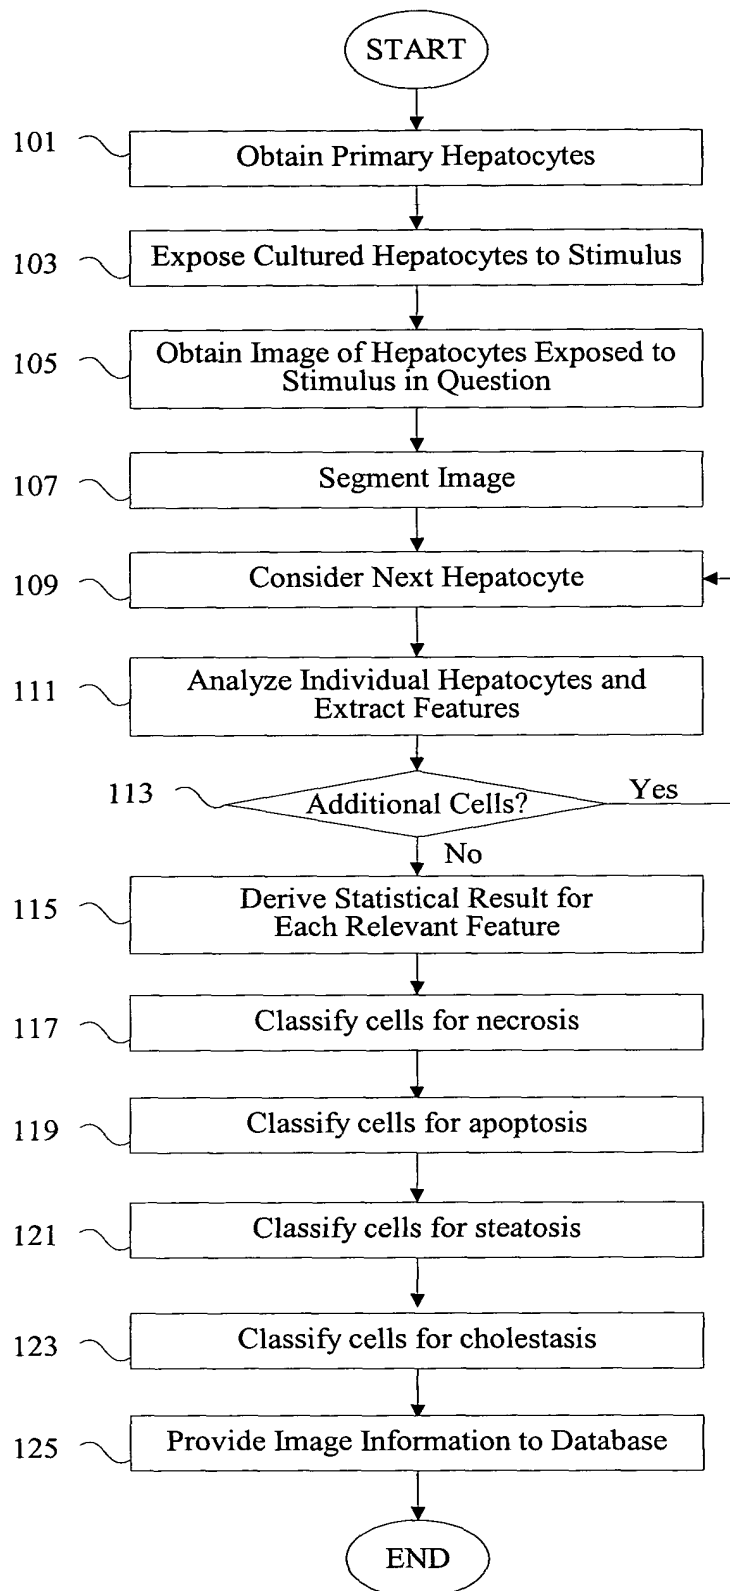 START
101
Obtain Primary Hepatocytes
103
Expose Cultured Hepatocytes to Stimulus
105
Obtain Image of Hepatocytes Exposed to
Stimulus in Question
107
Segment Image
109
Consider Next Hepatocyte
111
Analyze Individual Hepatocytes and
Extract Features
113
Additional Cells?
Yes
No
115
Derive Statistical Result for
Each Relevant Feature
117
Classify cells for necrosis
119
Classify cells for apoptosis
121
Classify cells for steatosis
123
Classify cells for cholestasis
125
Provide Image Information to Database
END